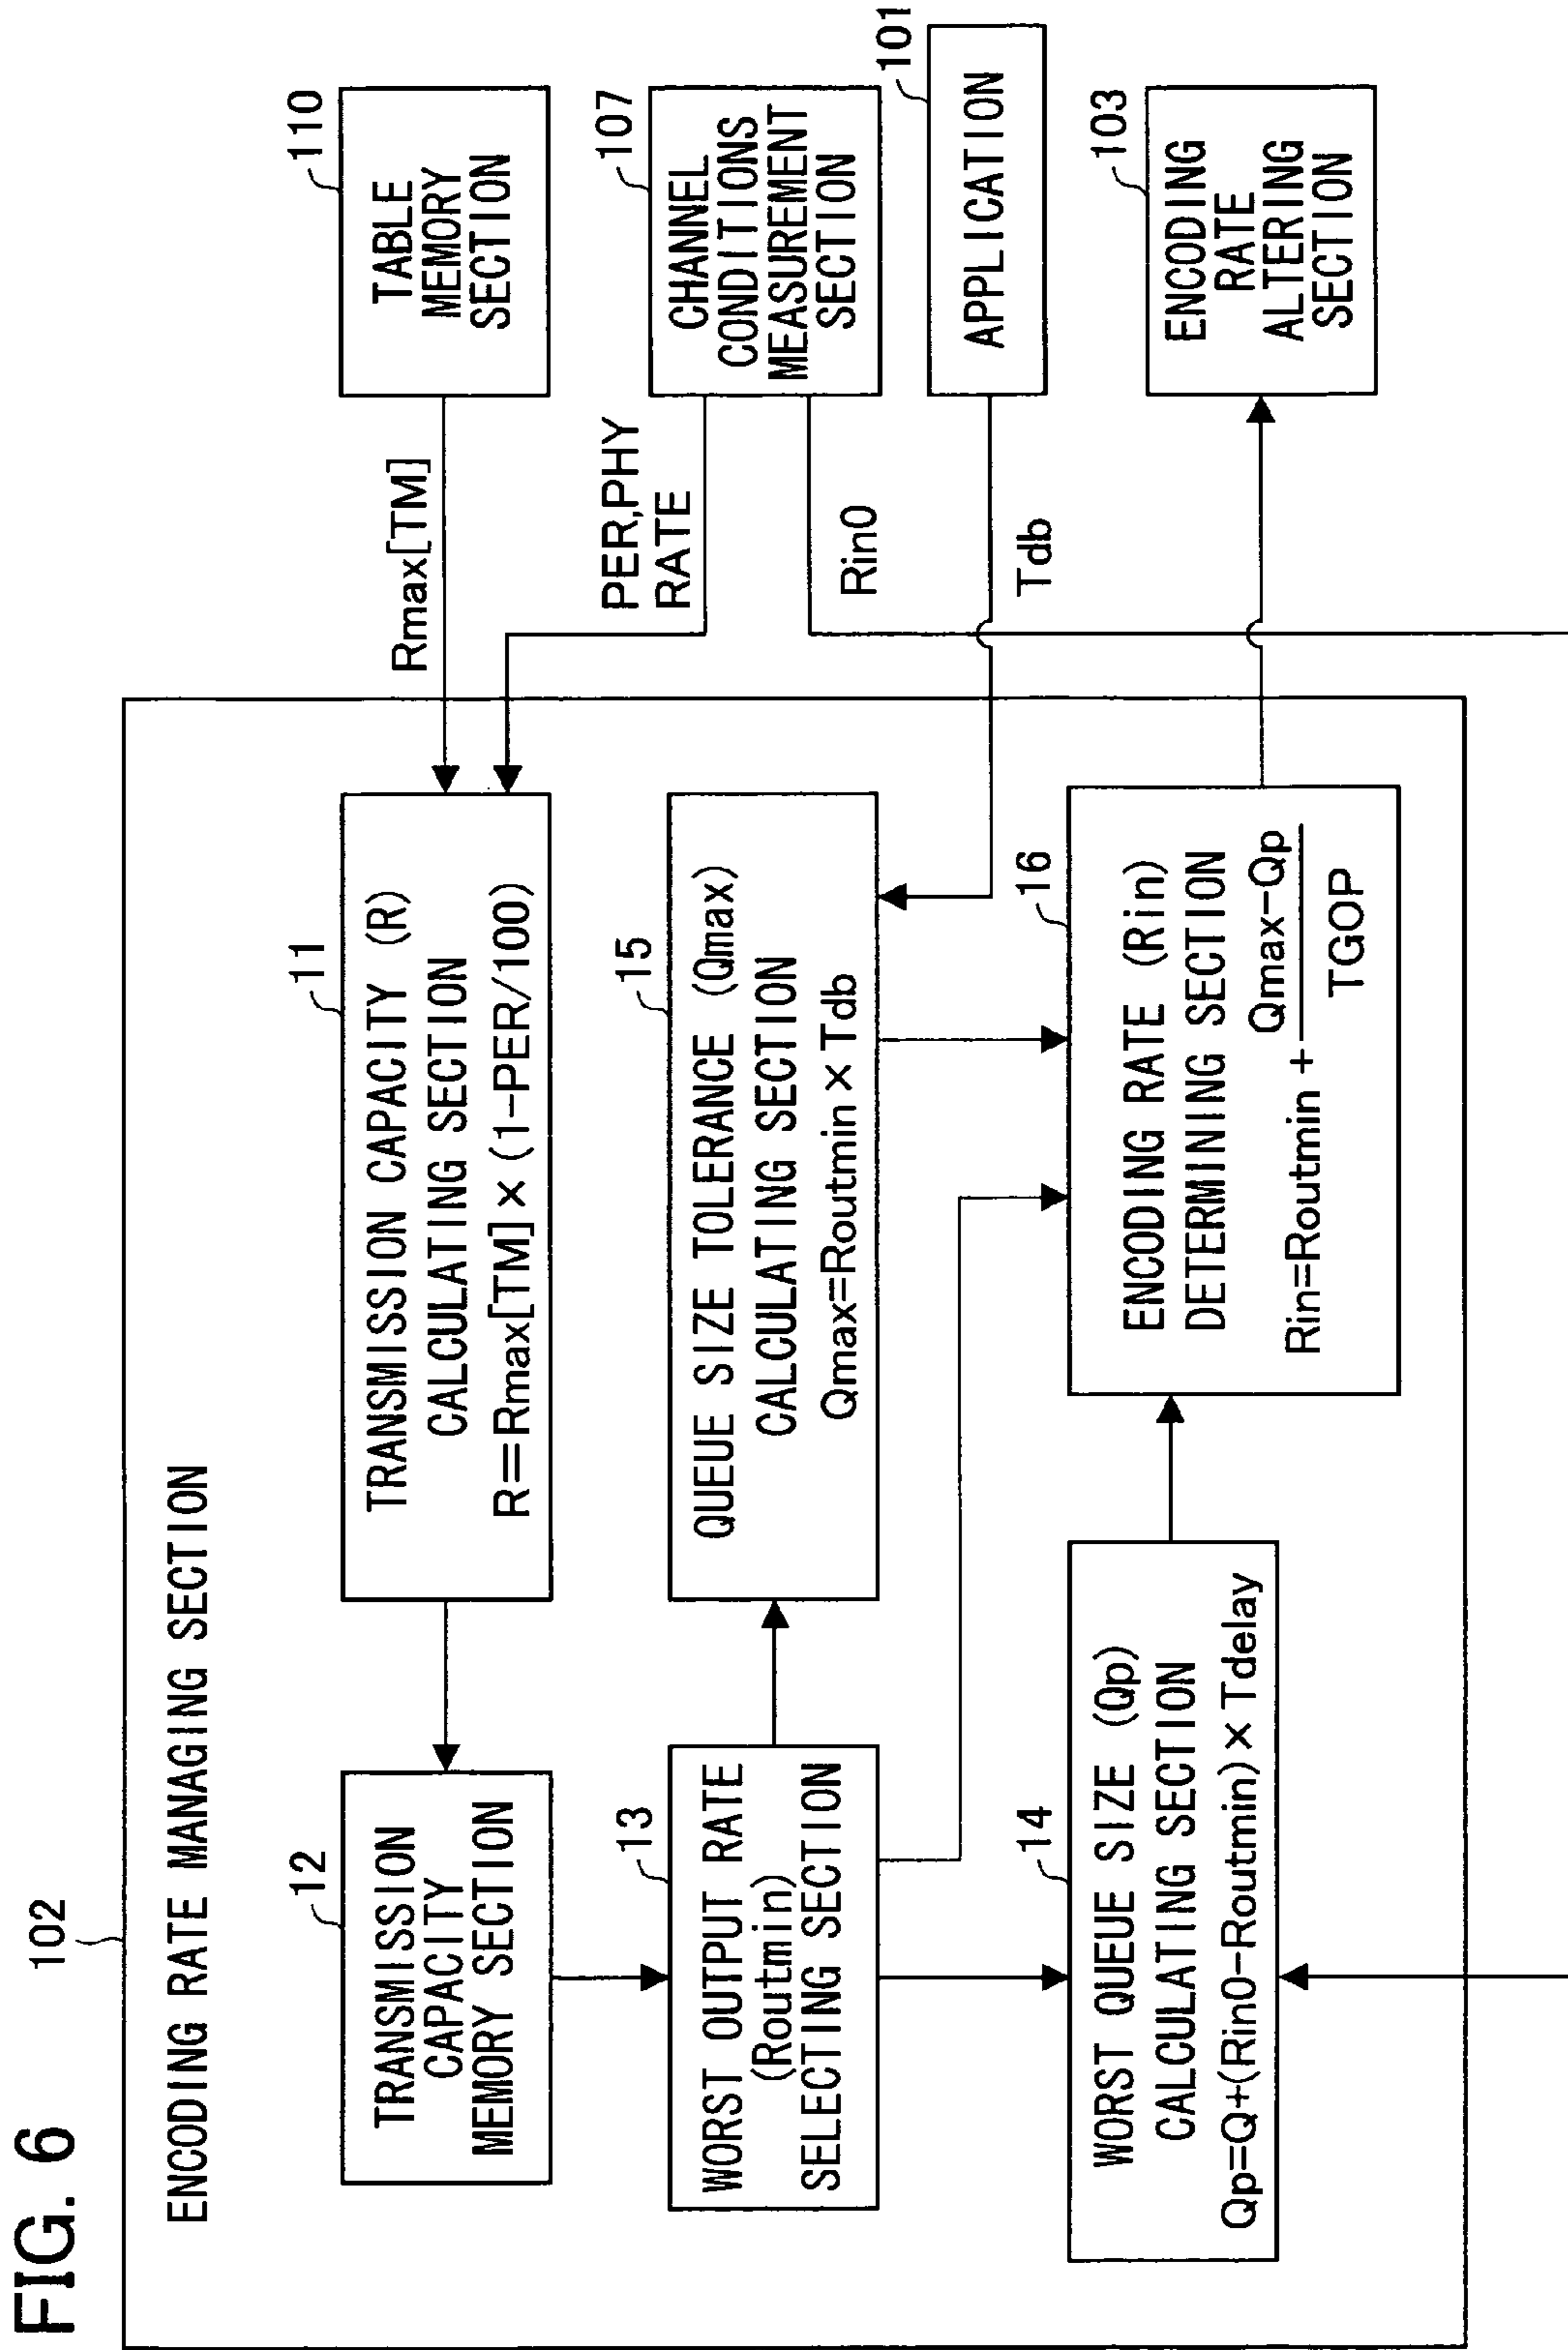 FIG. 6
102
ENCODING RATE MANAGING SECTION
12
TRANSMISSION
CAPACITY
MEMORY SECTION
11
TRANSMISSION CAPACITY (R)
CALCULATING SECTION
R=Rmax[TM]×(1-PER/100)
Rmax[TM]
110
TABLE
MEMORY
SECTION
PER,PHY
RATE
107
CHANNEL
CONDITIONS
MEASUREMENT
SECTION
Rin0
13
WORST OUTPUT RATE
(Routmin)
SELECTING SECTION
15
QUEUE SIZE TOLERANCE (Qmax)
CALCULATING SECTION
Qmax=Routmin×Tdb
Tdb
101
APPLICATION
14
WORST QUEUE SIZE (Qp)
CALCULATING SECTION
Qp=Q+(Rin0-Routmin)×Tdelay
16
ENCODING RATE (Rin)
DETERMINING SECTION
Rin=Routmin + Qmax-Qp
TGOP
103
ENCODING
RATE
ALTERING
SECTION